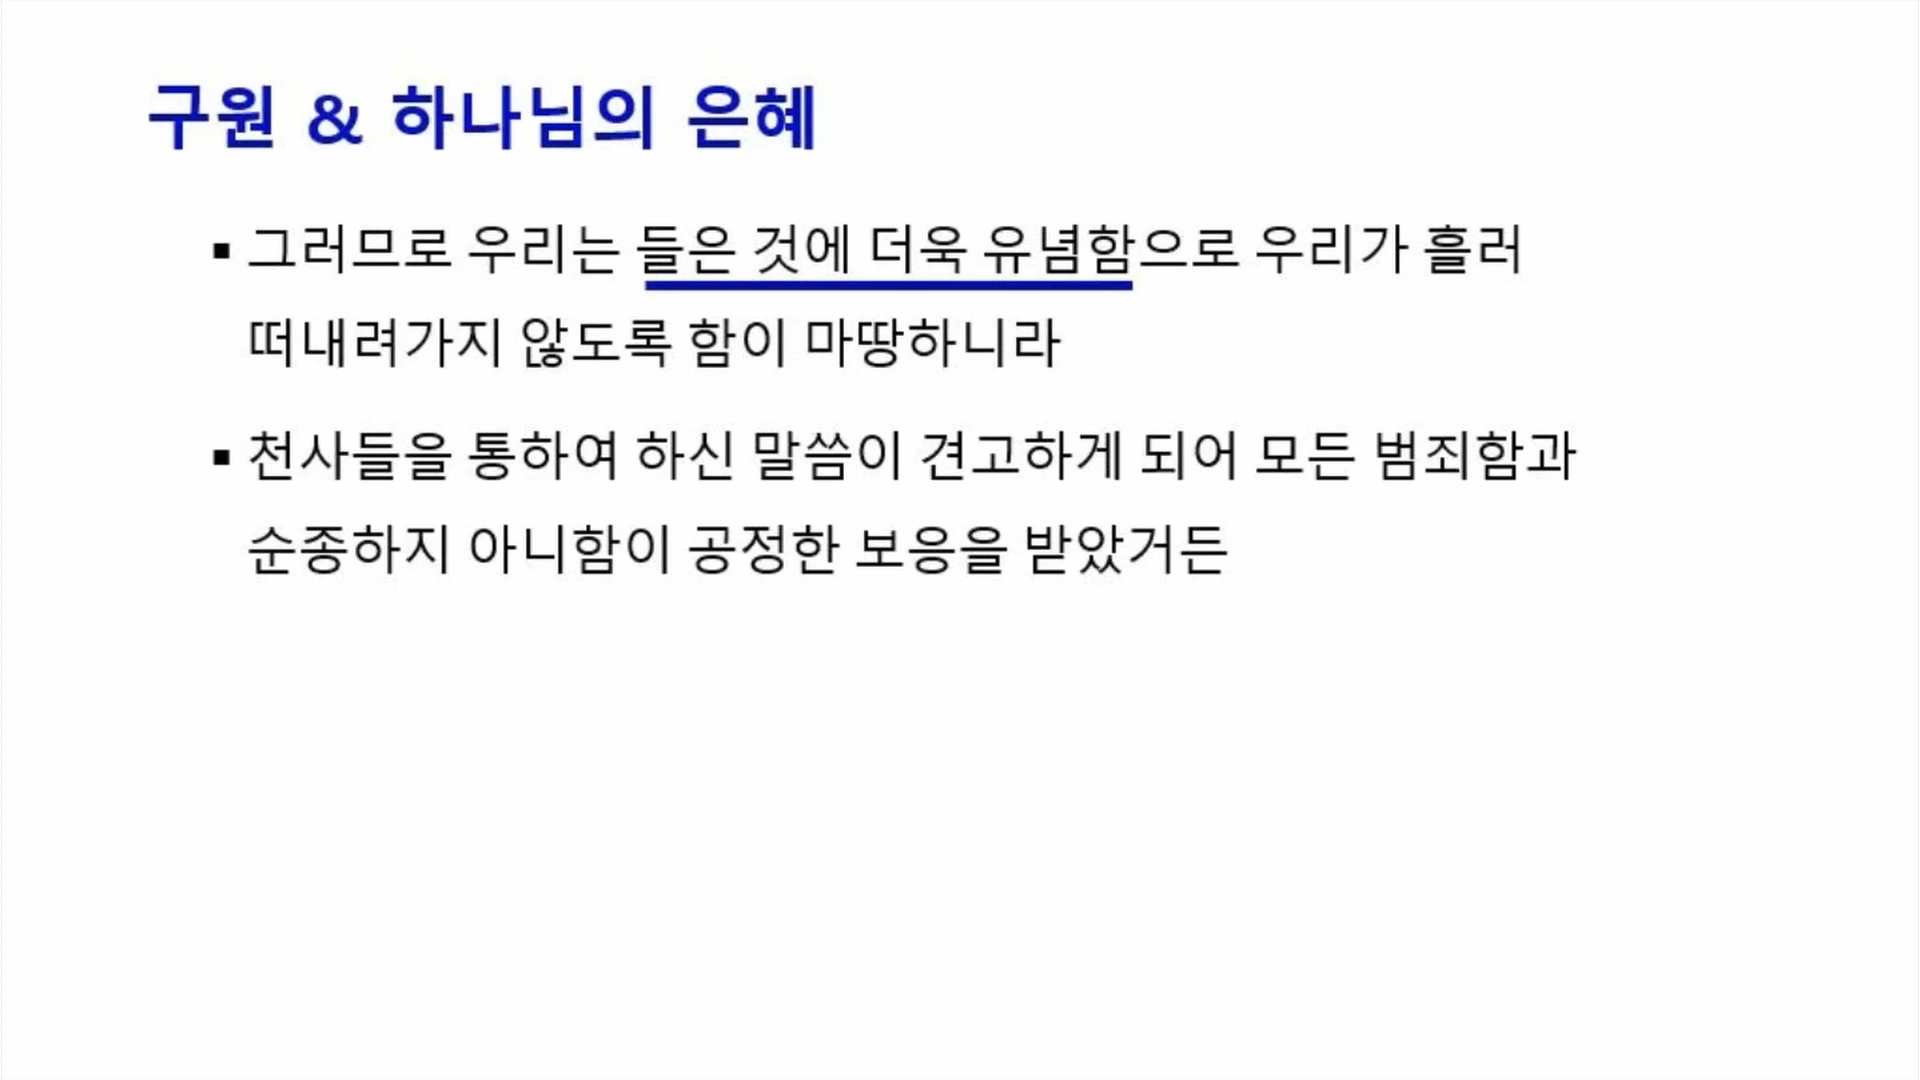 구원 & 하나님의 은혜
▪ 그러므로 우리는 들은 것에 더욱 유념함으로 우리가 흘러
떠내려가지 않도록 함이 마땅하니라
▪ 천사들을 통하여 하신 말씀이 견고하게 되어 모든 범죄함과
순종하지 아니함이 공정한 보응을 받았거든